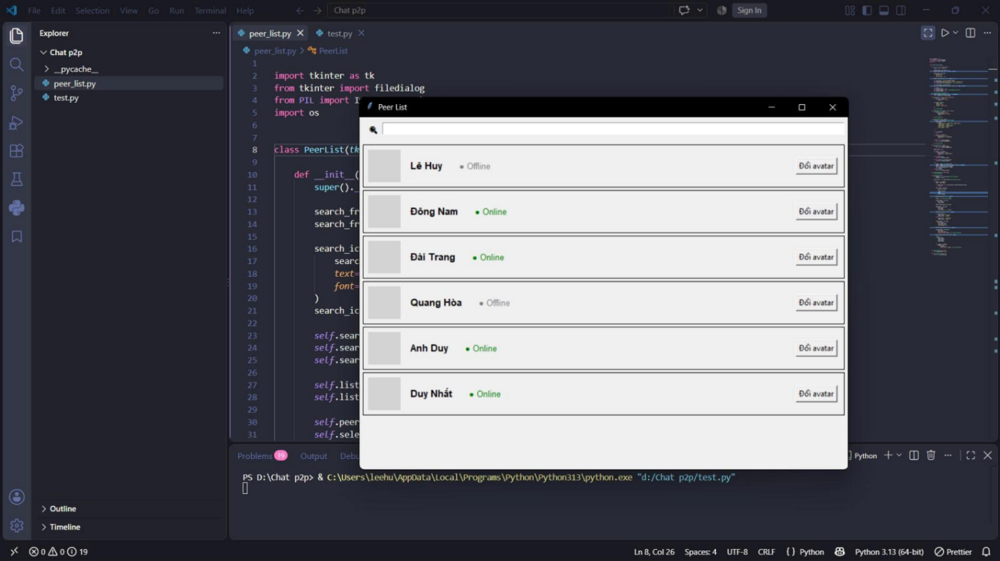 File Edit Selection View Go Run Terminal Help
Chat p2p
Sign In
Explorer
Chat p2p
__pycache__
peer_list.py
test.py
Outline
Timeline
peer_list.py test.py
peer_list.py > PeerList
1
2 import tkinter as tk
3 from tkinter import filedialog
4 from PIL import
5 import os
6
7
8 class PeerList(tk
9
10 def __init__(
11 super().
12
13 search_fr
14 search_fr
15
16 search_ic
17 searc
18 text=
19 font=
20 )
21 search_ic
22
23 self.sear
24 self.sear
25 self.sear
26
27 self.list
28 self.list
29
30 self.peer
31 self.sele
Peer List
Lê Huy ● Offline Đổi avatar
Đông Nam ● Online Đổi avatar
Đài Trang ● Online Đổi avatar
Quang Hòa ● Offline Đổi avatar
Anh Duy ● Online Đổi avatar
Duy Nhất ● Online Đổi avatar
Problems 19 Output Debu
Python
PS D:\Chat p2p> & C:\Users\leehu\AppData\Local\Programs\Python\Python313\python.exe "d:/Chat p2p/test.py"
0 0 19
Ln 8, Col 26 Spaces: 4 UTF-8 CRLF {} Python Python 3.13 (64-bit) Prettier